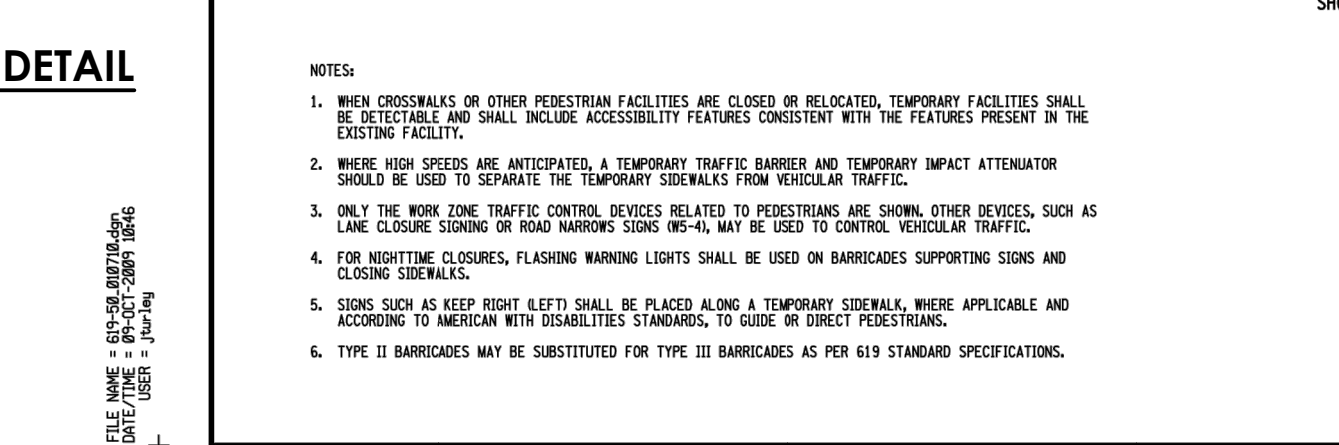 SH
DETAIL
NOTES:
1. WHEN CROSSWALKS OR OTHER PEDESTRIAN FACILITIES ARE CLOSED OR RELOCATED, TEMPORARY FACILITIES SHALL
BE DETECTABLE AND SHALL INCLUDE ACCESSIBILITY FEATURES CONSISTENT WITH THE FEATURES PRESENT IN THE
EXISTING FACILITY.
2. WHERE HIGH SPEEDS ARE ANTICIPATED, A TEMPORARY TRAFFIC BARRIER AND TEMPORARY IMPACT ATTENUATOR
SHOULD BE USED TO SEPARATE THE TEMPORARY SIDEWALKS FROM VEHICULAR TRAFFIC.
3. ONLY THE WORK ZONE TRAFFIC CONTROL DEVICES RELATED TO PEDESTRIANS ARE SHOWN. OTHER DEVICES, SUCH AS
LANE CLOSURE SIGNING OR ROAD NARROWS SIGNS (W5-4), MAY BE USED TO CONTROL VEHICULAR TRAFFIC.
4. FOR NIGHTTIME CLOSURES, FLASHING WARNING LIGHTS SHALL BE USED ON BARRICADES SUPPORTING SIGNS AND
CLOSING SIDEWALKS.
5. SIGNS SUCH AS KEEP RIGHT (LEFT) SHALL BE PLACED ALONG A TEMPORARY SIDEWALK, WHERE APPLICABLE AND
ACCORDING TO AMERICAN WITH DISABILITIES STANDARDS, TO GUIDE OR DIRECT PEDESTRIANS.
6. TYPE II BARRICADES MAY BE SUBSTITUTED FOR TYPE III BARRICADES AS PER 619 STANDARD SPECIFICATIONS.
FILE NAME = 619-50_010710.dgn
DATE/TIME = 09-OCT-2009 10:46
USER = jturley